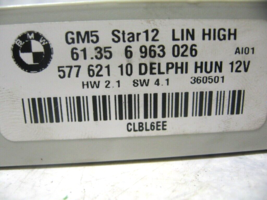 BMW
GM5 Star12 LIN HIGH
61.35 6 963 026 AI01
577 621 10 DELPHI HUN 12V
HW 2.1 SW 4.1 360501
CLBL6EE